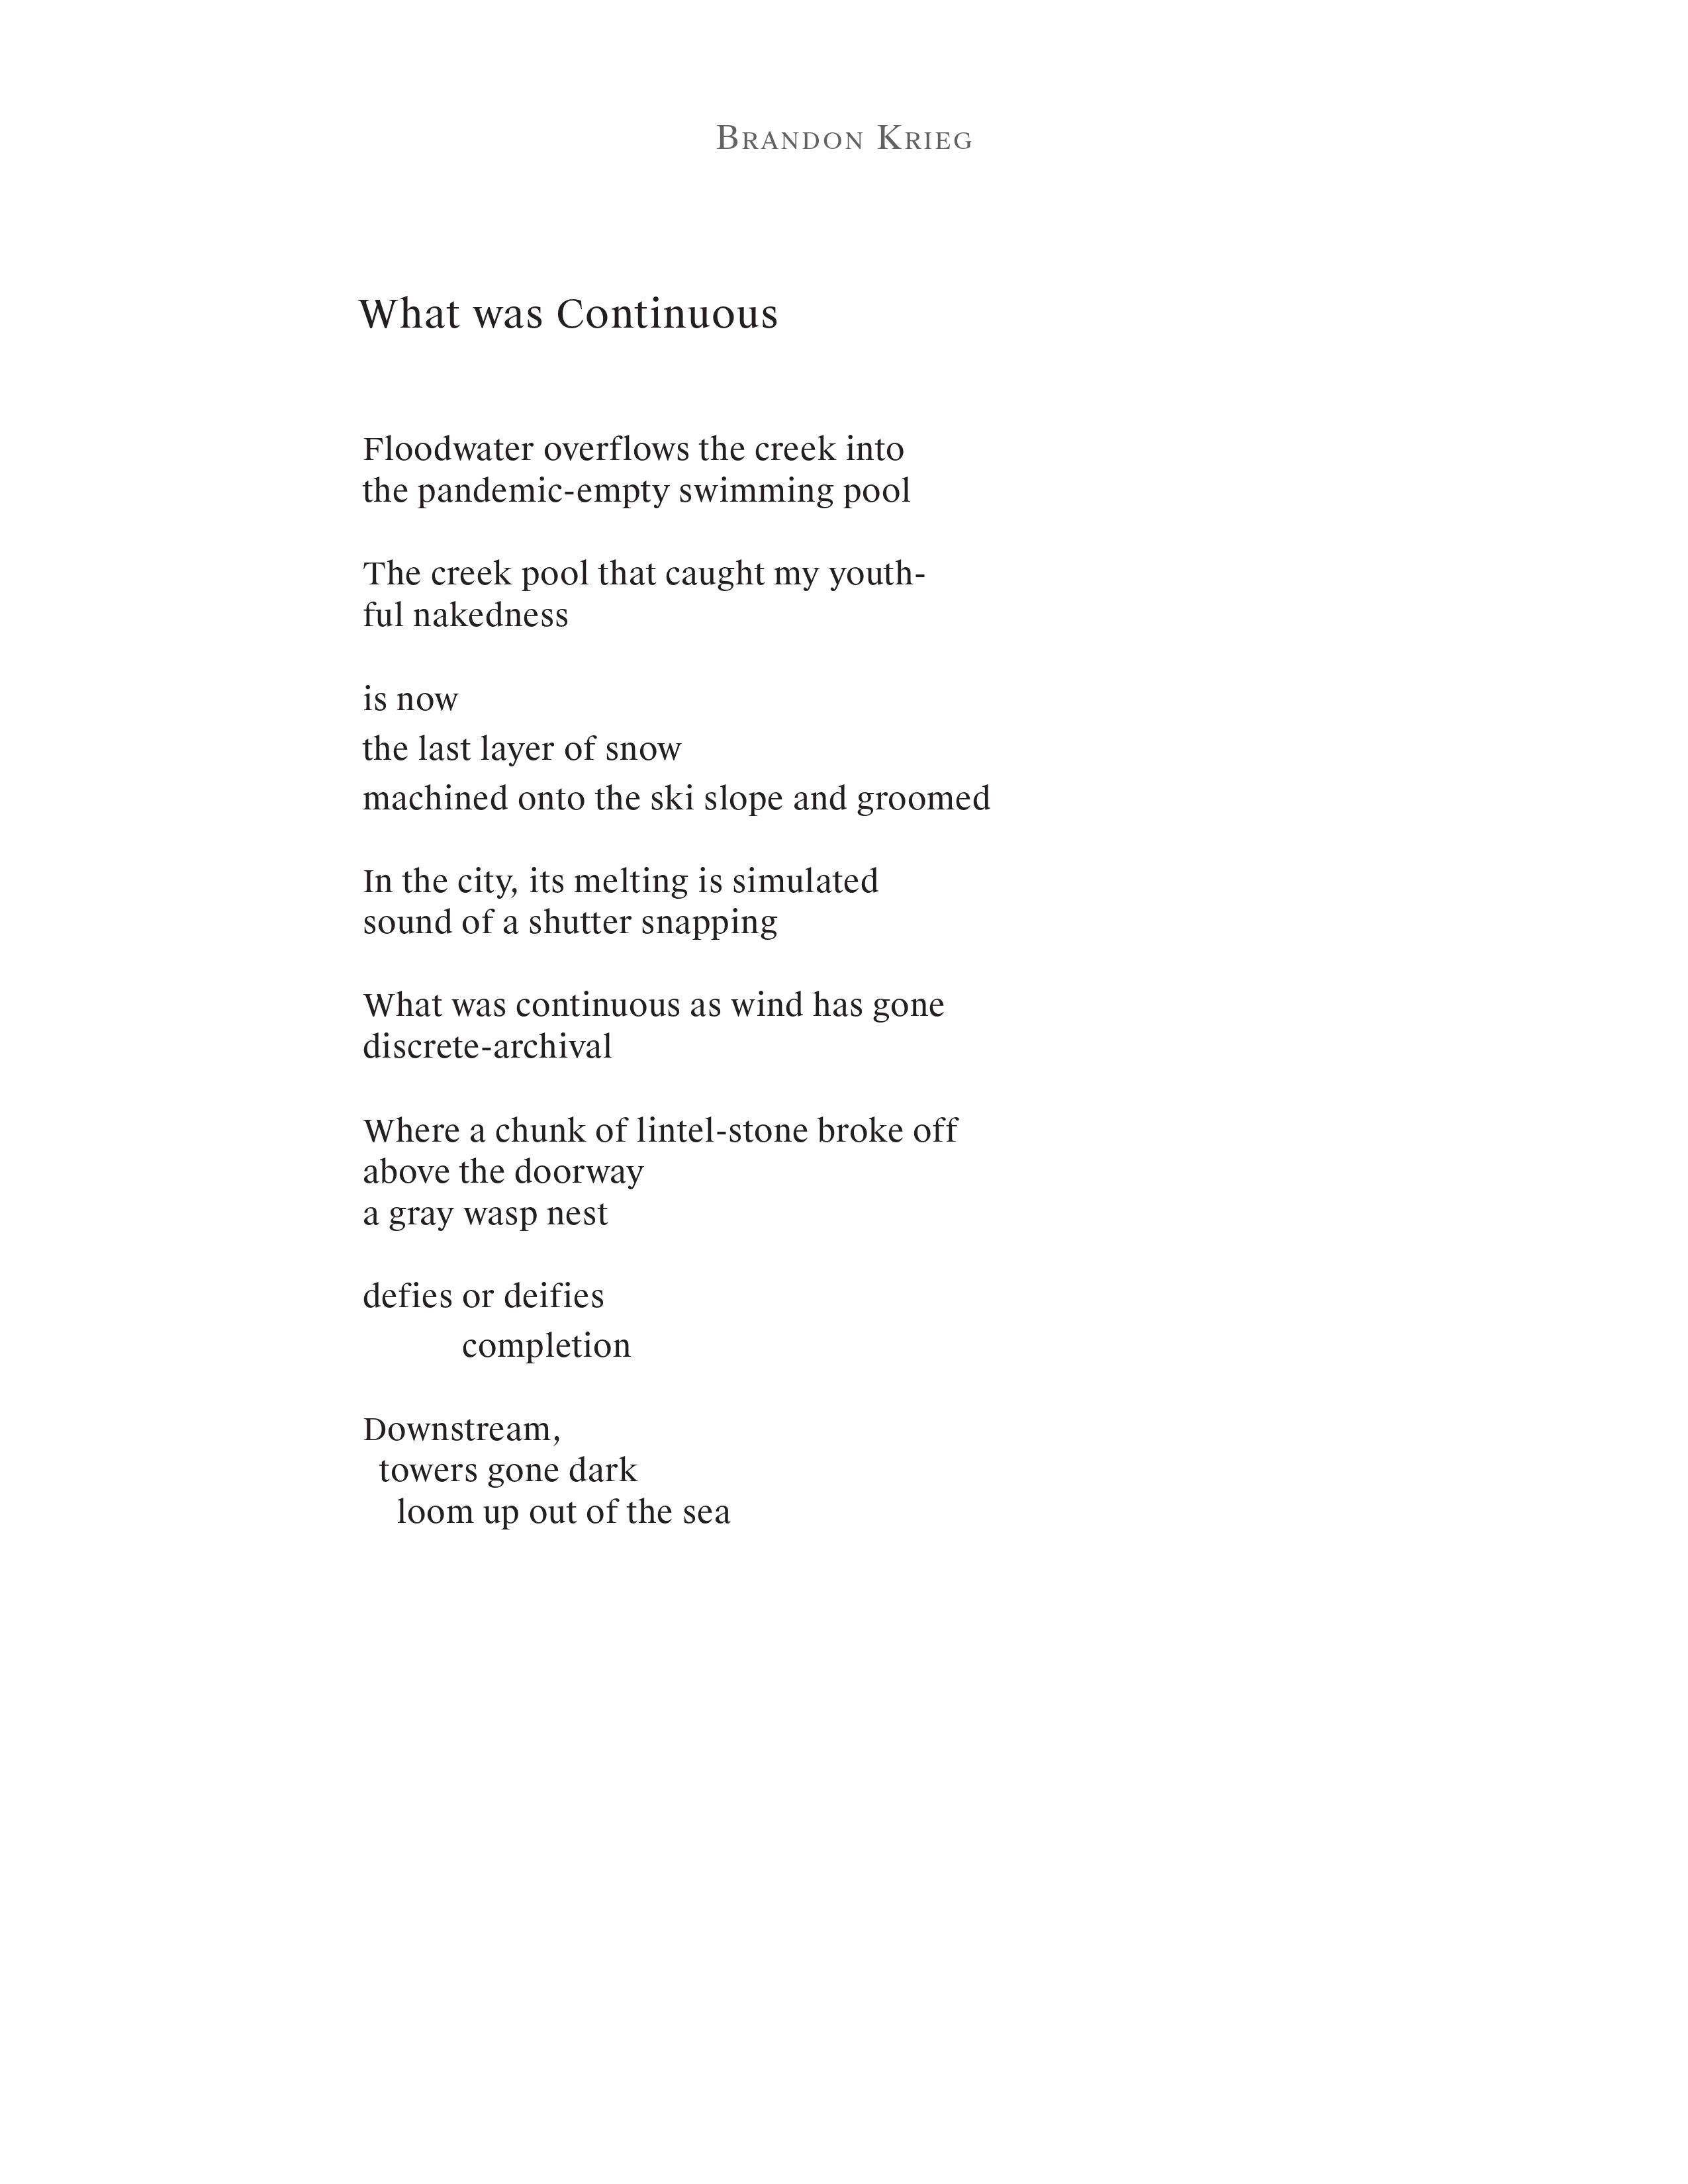 Brandon Krieg
What was Continuous
Floodwater overflows the creek into
the pandemic-empty swimming pool
The creek pool that caught my youth-
ful nakedness
is now
the last layer of snow
machined onto the ski slope and groomed
In the city, its melting is simulated
sound of a shutter snapping
What was continuous as wind has gone
discrete-archival
Where a chunk of lintel-stone broke off
above the doorway
a gray wasp nest
defies or deifies
completion
Downstream,
towers gone dark
loom up out of the sea